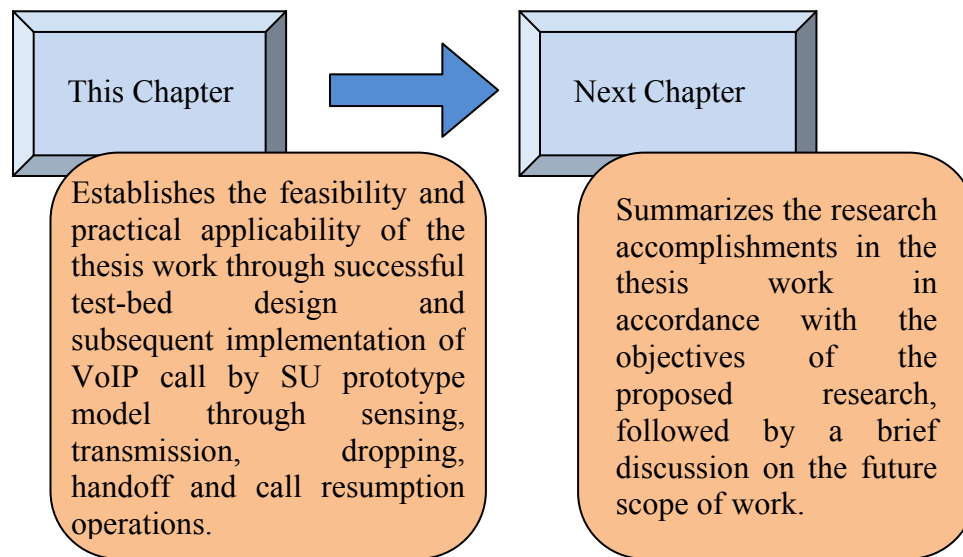 This Chapter
Next Chapter
Establishes the feasibility and
practical applicability of the
thesis work through successful
test-bed design and
subsequent implementation of
VoIP call by SU prototype
model through sensing,
transmission, dropping,
handoff and call resumption
operations.
Summarizes the research
accomplishments in the
thesis work in
accordance with the
objectives of the
proposed research,
followed by a brief
discussion on the future
scope of work.